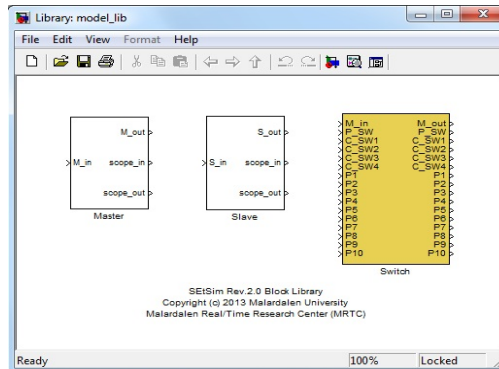 Library: model_lib
File Edit View Format Help
M_out
M_in scope_in
scope_out
Master
S_out
S_in scope_in
scope_out
Slave
M_in M_out
P_SW P_SW
C_SW1 C_SW1
C_SW2 C_SW2
C_SW3 C_SW3
C_SW4 C_SW4
P1 P1
P2 P2
P3 P3
P4 P4
P5 P5
P6 P6
P7 P7
P8 P8
P9 P9
P10 P10
Switch
SEtSim Rev.2.0 Block Library
Copyright (c) 2013 Malardalen University
Malardalen Real/Time Research Center (MRTC)
Ready 100% Locked